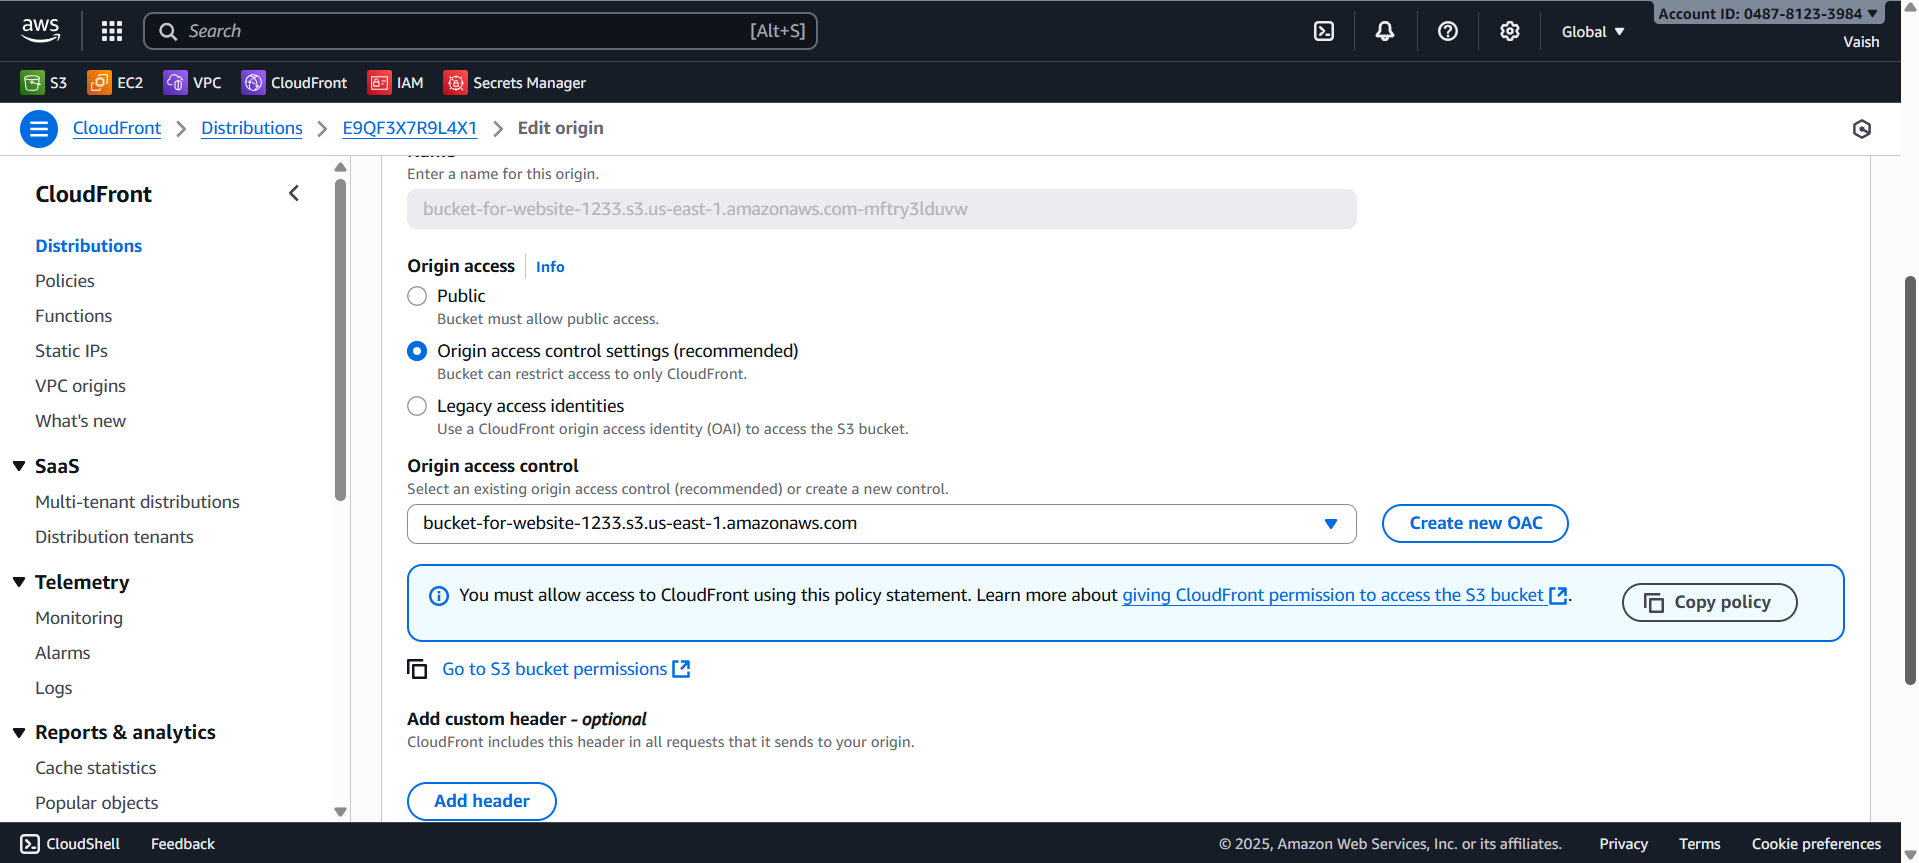 aws
Search [Alt+S]
Global
Account ID: 0487-8123-3984
Vaish
S3 EC2 VPC CloudFront IAM Secrets Manager
CloudFront Distributions E9QF3X7R9L4X1 Edit origin
CloudFront
Distributions
Policies
Functions
Static IPs
VPC origins
What's new
SaaS
Multi-tenant distributions
Distribution tenants
Telemetry
Monitoring
Alarms
Logs
Reports & analytics
Cache statistics
Popular objects
Name
Enter a name for this origin.
bucket-for-website-1233.s3.us-east-1.amazonaws.com-mftry3lduvw
Origin access Info
Public
Bucket must allow public access.
Origin access control settings (recommended)
Bucket can restrict access to only CloudFront.
Legacy access identities
Use a CloudFront origin access identity (OAI) to access the S3 bucket.
Origin access control
Select an existing origin access control (recommended) or create a new control.
bucket-for-website-1233.s3.us-east-1.amazonaws.com
Create new OAC
You must allow access to CloudFront using this policy statement. Learn more about giving CloudFront permission to access the S3 bucket.
Copy policy
Go to S3 bucket permissions
Add custom header - optional
CloudFront includes this header in all requests that it sends to your origin.
Add header
CloudShell Feedback
© 2025, Amazon Web Services, Inc. or its affiliates. Privacy Terms Cookie preferences